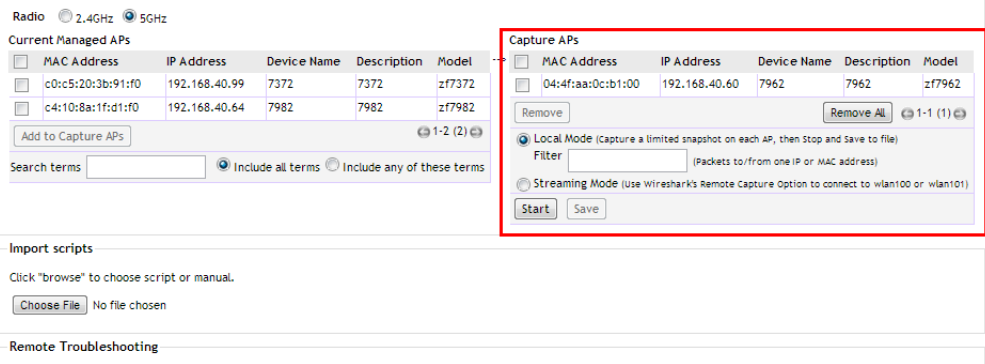 Radio 2.4GHz 5GHz
Current Managed APs
MAC Address IP Address Device Name Description Model
c0:c5:20:3b:91:f0 192.168.40.99 7372 7372 zf7372
c4:10:8a:1f:d1:f0 192.168.40.64 7982 7982 zf7982
Add to Capture APs 1-2 (2)
Search terms Include all terms Include any of these terms
-->
Capture APs
MAC Address IP Address Device Name Description Model
04:4f:aa:0c:b1:00 192.168.40.60 7962 7962 zf7962
Remove Remove All 1-1 (1)
Local Mode (Capture a limited snapshot on each AP, then Stop and Save to file)
Filter (Packets to/from one IP or MAC address)
Streaming Mode (Use Wireshark's Remote Capture Option to connect to wlan100 or wlan101)
Start Save
Import scripts
Click "browse" to choose script or manual.
Choose File No file chosen
Remote Troubleshooting